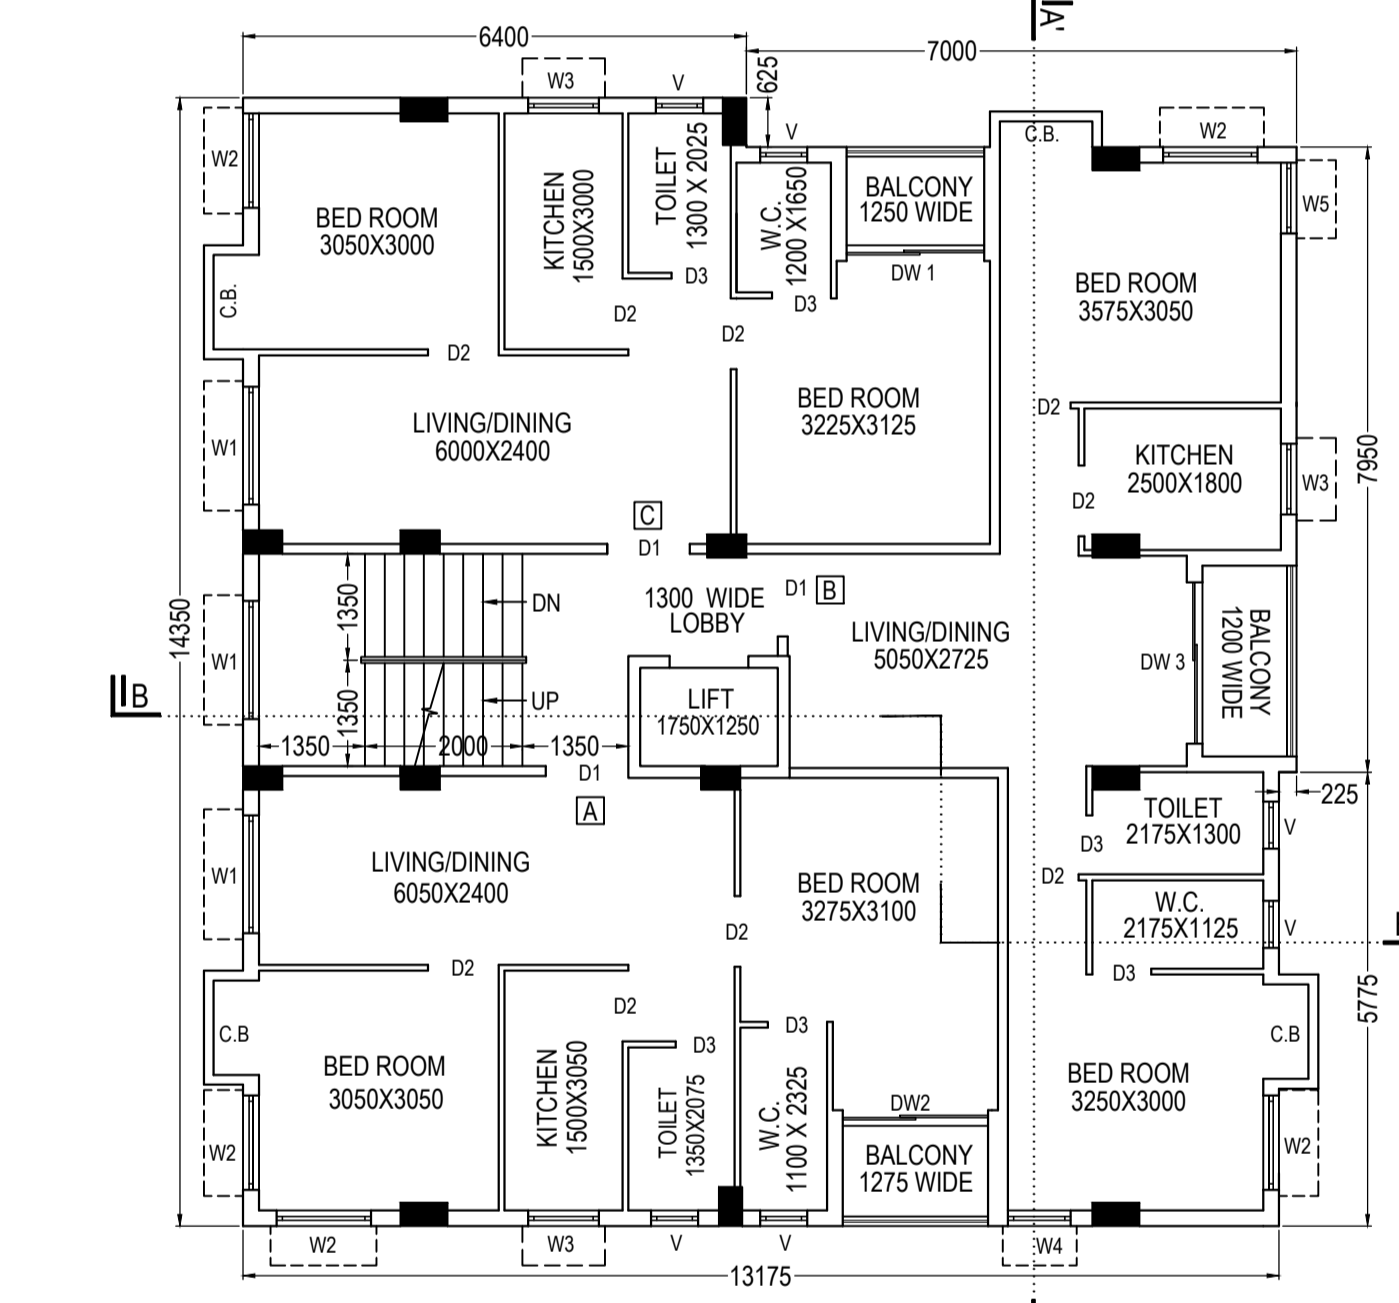 A'
6400
7000
625
W3
V
V
C.B.
W2
W2
W5
BED ROOM
3050X3000
KITCHEN
1500X3000
TOILET
1300 X 2025
W.C.
1200 X1650
BALCONY
1250 WIDE
DW 1
BED ROOM
3575X3050
C.B.
D3
D3
D2
D2
D2
W1
LIVING/DINING
6000X2400
BED ROOM
3225X3125
D2
KITCHEN
2500X1800
W3
7950
D2
C
D1
14350
1350
DN
1300 WIDE
LOBBY
D1
B
LIVING/DINING
5050X2725
DW 3
BALCONY
1200 WIDE
W1
B
1350
UP
LIFT
1750X1250
1350
2000
1350
D1
A
225
TOILET
2175X1300
V
D3
W1
LIVING/DINING
6050X2400
BED ROOM
3275X3100
D2
W.C.
2175X1125
V
D2
D2
D3
5775
D2
D3
D3
C.B
C.B
BED ROOM
3050X3050
KITCHEN
1500X3050
TOILET
1350X2075
W.C.
1100 X 2325
DW2
BALCONY
1275 WIDE
BED ROOM
3250X3000
W2
W2
W2
W3
V
V
W4
13175